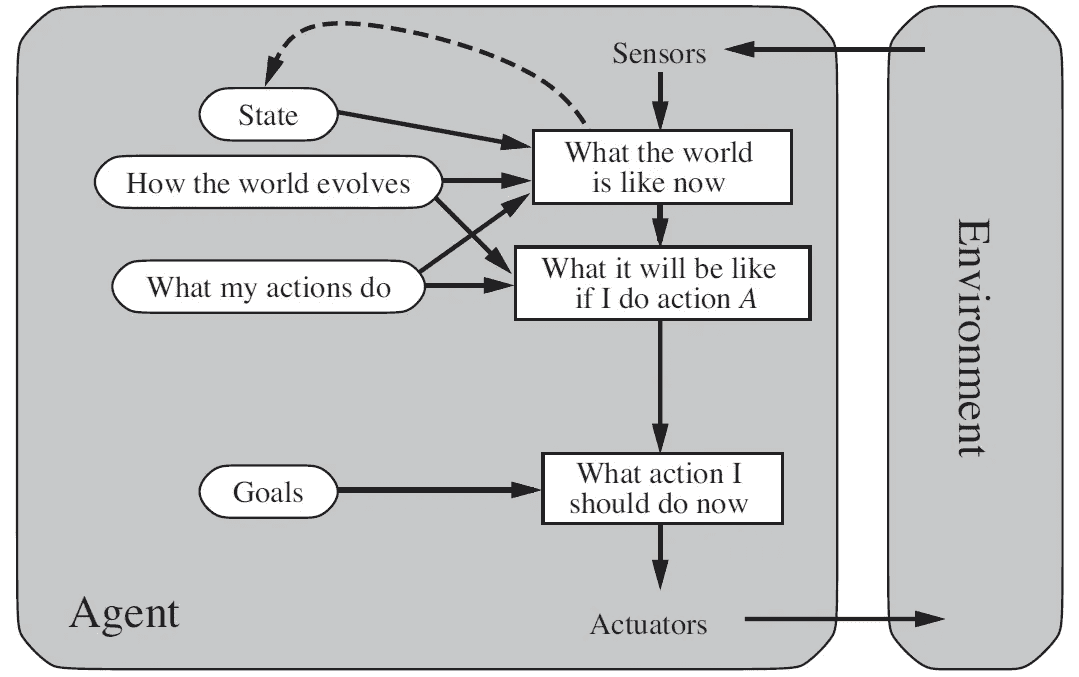 Sensors
State
What the world
is like now
How the world evolves
What it will be like
if I do action A
What my actions do
What action I
should do now
Goals
Agent
Actuators
Environment